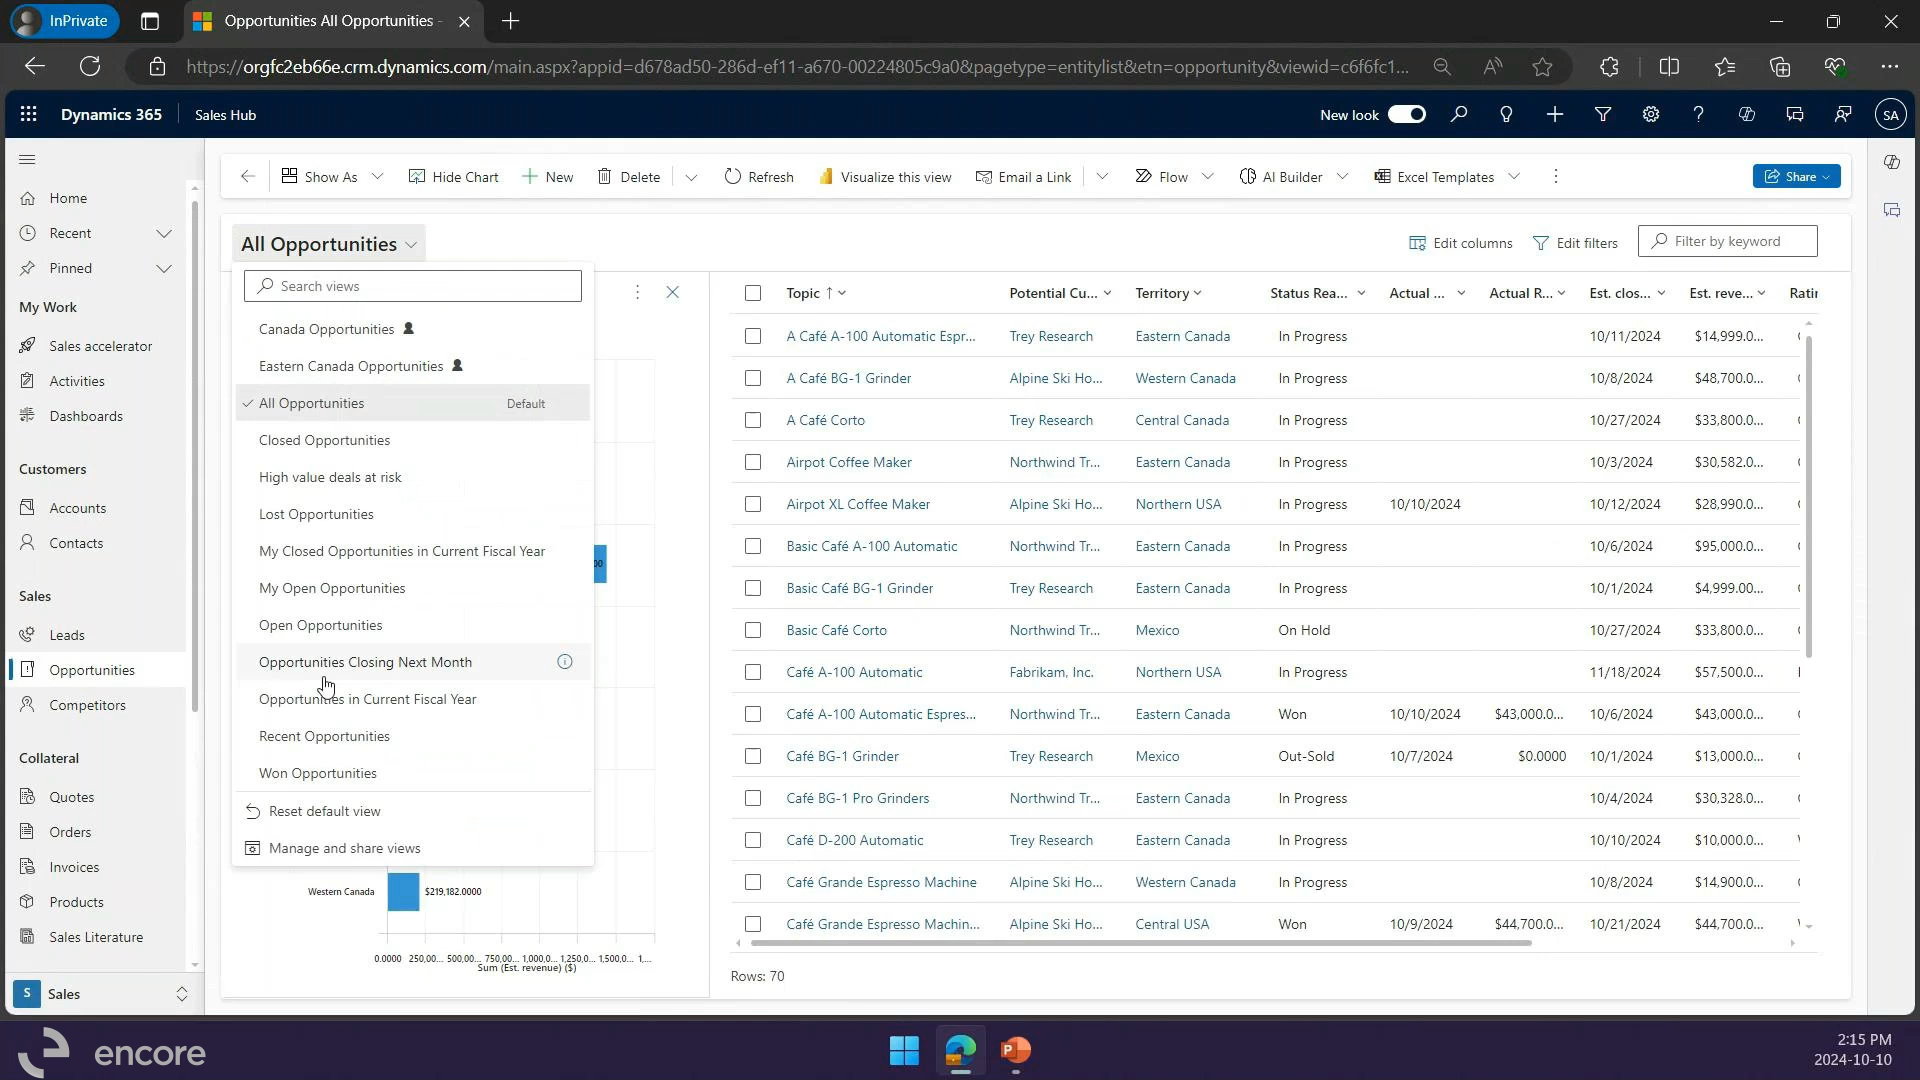 InPrivate
Opportunities All Opportunities -
https://orgfc2eb66e.crm.dynamics.com/main.aspx?appid=d678ad50-286d-ef11-a670-00224805c9a0&pagetype=entitylist&etn=opportunity&viewid=c6f6fc1...
Dynamics 365
Sales Hub
New look
SA
Show As
Hide Chart
New
Delete
Refresh
Visualize this view
Email a Link
Flow
AI Builder
Excel Templates
Share
Home
Recent
Pinned
My Work
Sales accelerator
Activities
Dashboards
Customers
Accounts
Contacts
Sales
Leads
Opportunities
Competitors
Collateral
Quotes
Orders
Invoices
Products
Sales Literature
S Sales
All Opportunities
Edit columns
Edit filters
Filter by keyword
Search views
Canada Opportunities
Eastern Canada Opportunities
All Opportunities Default
Closed Opportunities
High value deals at risk
Lost Opportunities
My Closed Opportunities in Current Fiscal Year
My Open Opportunities
Open Opportunities
Opportunities Closing Next Month
Opportunities in Current Fiscal Year
Recent Opportunities
Won Opportunities
Reset default view
Manage and share views
Western Canada $219,182.0000
0.0000 250,00... 500,00... 750,00... 1,000,0... 1,250,0... 1,500,0... 1,...
Sum (Est. revenue) ($)
Topic ↑ Potential Cu... Territory Status Rea... Actual ... Actual R... Est. clos... Est. reve... Ratin
A Café A-100 Automatic Espr... Trey Research Eastern Canada In Progress 10/11/2024 $14,999.0...
A Café BG-1 Grinder Alpine Ski Ho... Western Canada In Progress 10/8/2024 $48,700.0...
A Café Corto Trey Research Central Canada In Progress 10/27/2024 $33,800.0...
Airpot Coffee Maker Northwind Tr... Eastern Canada In Progress 10/3/2024 $30,582.0...
Airpot XL Coffee Maker Alpine Ski Ho... Northern USA In Progress 10/10/2024 10/12/2024 $28,990.0...
Basic Café A-100 Automatic Northwind Tr... Eastern Canada In Progress 10/6/2024 $95,000.0...
Basic Café BG-1 Grinder Trey Research Eastern Canada In Progress 10/1/2024 $4,999.00...
Basic Café Corto Northwind Tr... Mexico On Hold 10/27/2024 $33,800.0...
Café A-100 Automatic Fabrikam, Inc. Northern USA In Progress 11/18/2024 $57,500.0...
Café A-100 Automatic Espres... Northwind Tr... Eastern Canada Won 10/10/2024 $43,000.0... 10/6/2024 $43,000.0...
Café BG-1 Grinder Trey Research Mexico Out-Sold 10/7/2024 $0.0000 10/1/2024 $13,000.0...
Café BG-1 Pro Grinders Northwind Tr... Eastern Canada In Progress 10/4/2024 $30,328.0...
Café D-200 Automatic Trey Research Eastern Canada In Progress 10/10/2024 $10,000.0...
Café Grande Espresso Machine Alpine Ski Ho... Western Canada In Progress 10/8/2024 $14,900.0...
Café Grande Espresso Machin... Alpine Ski Ho... Central USA Won 10/9/2024 $44,700.0... 10/21/2024 $44,700.0...
Rows: 70
encore
2:15 PM
2024-10-10